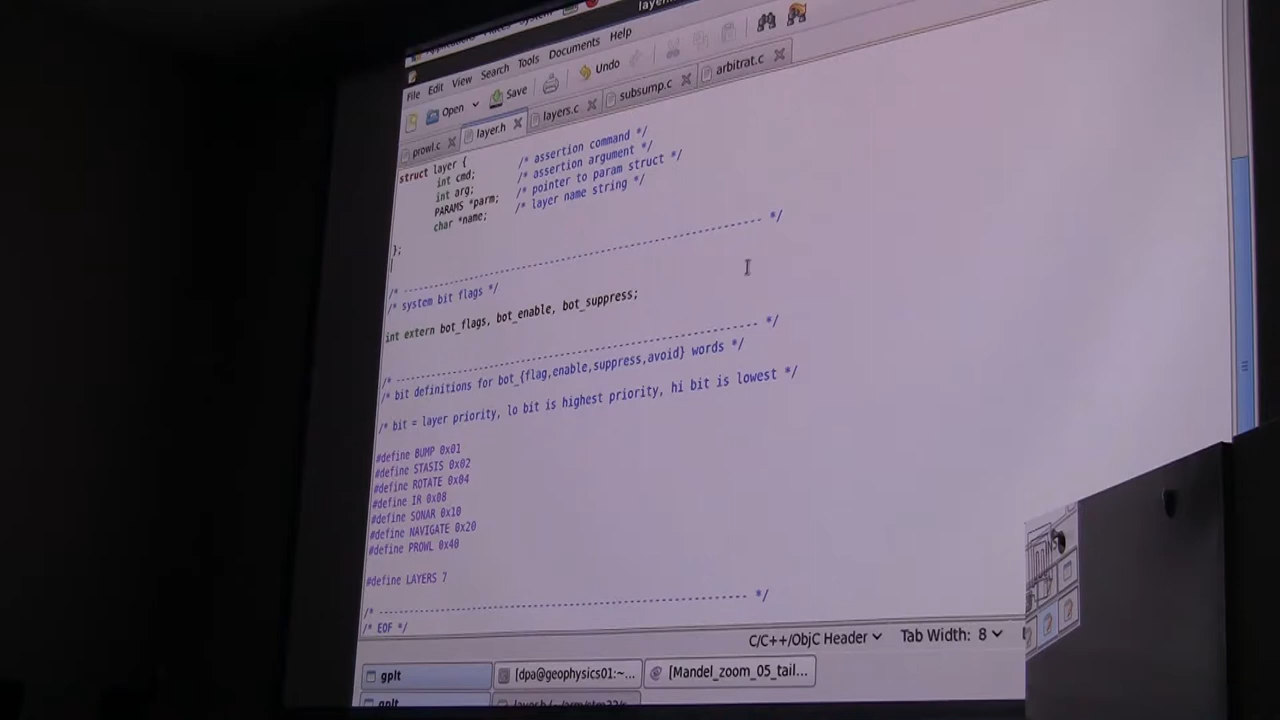 File Edit View Search Tools Documents Help
Open Save Undo
prowl.c layer.h layers.c subsump.c arbitrat.c
struct layer {
int cmd; /* assertion command */
int arg; /* assertion argument */
PARAMS *parm; /* pointer to param struct */
char *name; /* layer name string */
};
/* ------------------------------------------------------- */
/* system bit flags */
int extern bot_flags, bot_enable, bot_suppress;
/* ------------------------------------------------------- */
/* bit definitions for bot_{flag,enable,suppress,avoid} words */
/* bit = layer priority, lo bit is highest priority, hi bit is lowest */
#define BUMP 0x01
#define STASIS 0x02
#define ROTATE 0x04
#define IR 0x08
#define SONAR 0x10
#define NAVIGATE 0x20
#define PROWL 0x40
#define LAYERS 7
/* ------------------------------------------------------- */
/* EOF */
C/C++/ObjC Header Tab Width: 8
gplt [dpa@geophysics01:~... [Mandel_zoom_05_tail...
gplt